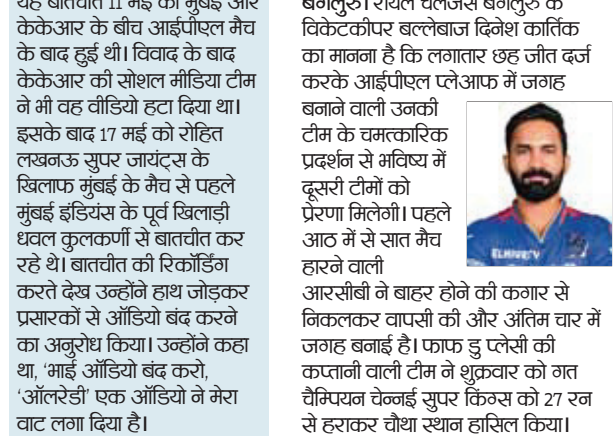 यह बातचीत 11 मई को मुंबई और
केकेआर के बीच आईपीएल मैच
के बाद हुई थी। विवाद के बाद
केकेआर की सोशल मीडिया टीम
ने भी वह वीडियो हटा दिया था।
इसके बाद 17 मई को रोहित
लखनऊ सुपर जायंट्स के
खिलाफ मुंबई के मैच से पहले
मुंबई इंडियंस के पूर्व खिलाड़ी
धवल कुलकर्णी से बातचीत कर
रहे थे। बातचीत की रिकॉर्डिंग
करते देख उन्होंने हाथ जोड़कर
प्रसारकों से ऑडियो बंद करने
का अनुरोध किया। उन्होंने कहा
था, ‘भाई ऑडियो बंद करो,
‘ऑलरेडी’ एक ऑडियो ने मेरा
वाट लगा दिया है।
बेंगलुरु। रॉयल चैलेंजर्स बेंगलुरु के
विकेटकीपर बल्लेबाज दिनेश कार्तिक
का मानना है कि लगातार छह जीत दर्ज
करके आईपीएल प्लेआफ में जगह
बनाने वाली उनकी
टीम के चमत्कारिक
प्रदर्शन से भविष्य में
दूसरी टीमों को
प्रेरणा मिलेगी। पहले
आठ में से सात मैच
हारने वाली
आरसीबी ने बाहर होने की कगार से
निकलकर वापसी की और अंतिम चार में
जगह बनाई है। फाफ डु प्लेसी की
कप्तानी वाली टीम ने शुक्रवार को गत
चैम्पियन चेन्नई सुपर किंग्स को 27 रन
से हराकर चौथा स्थान हासिल किया।